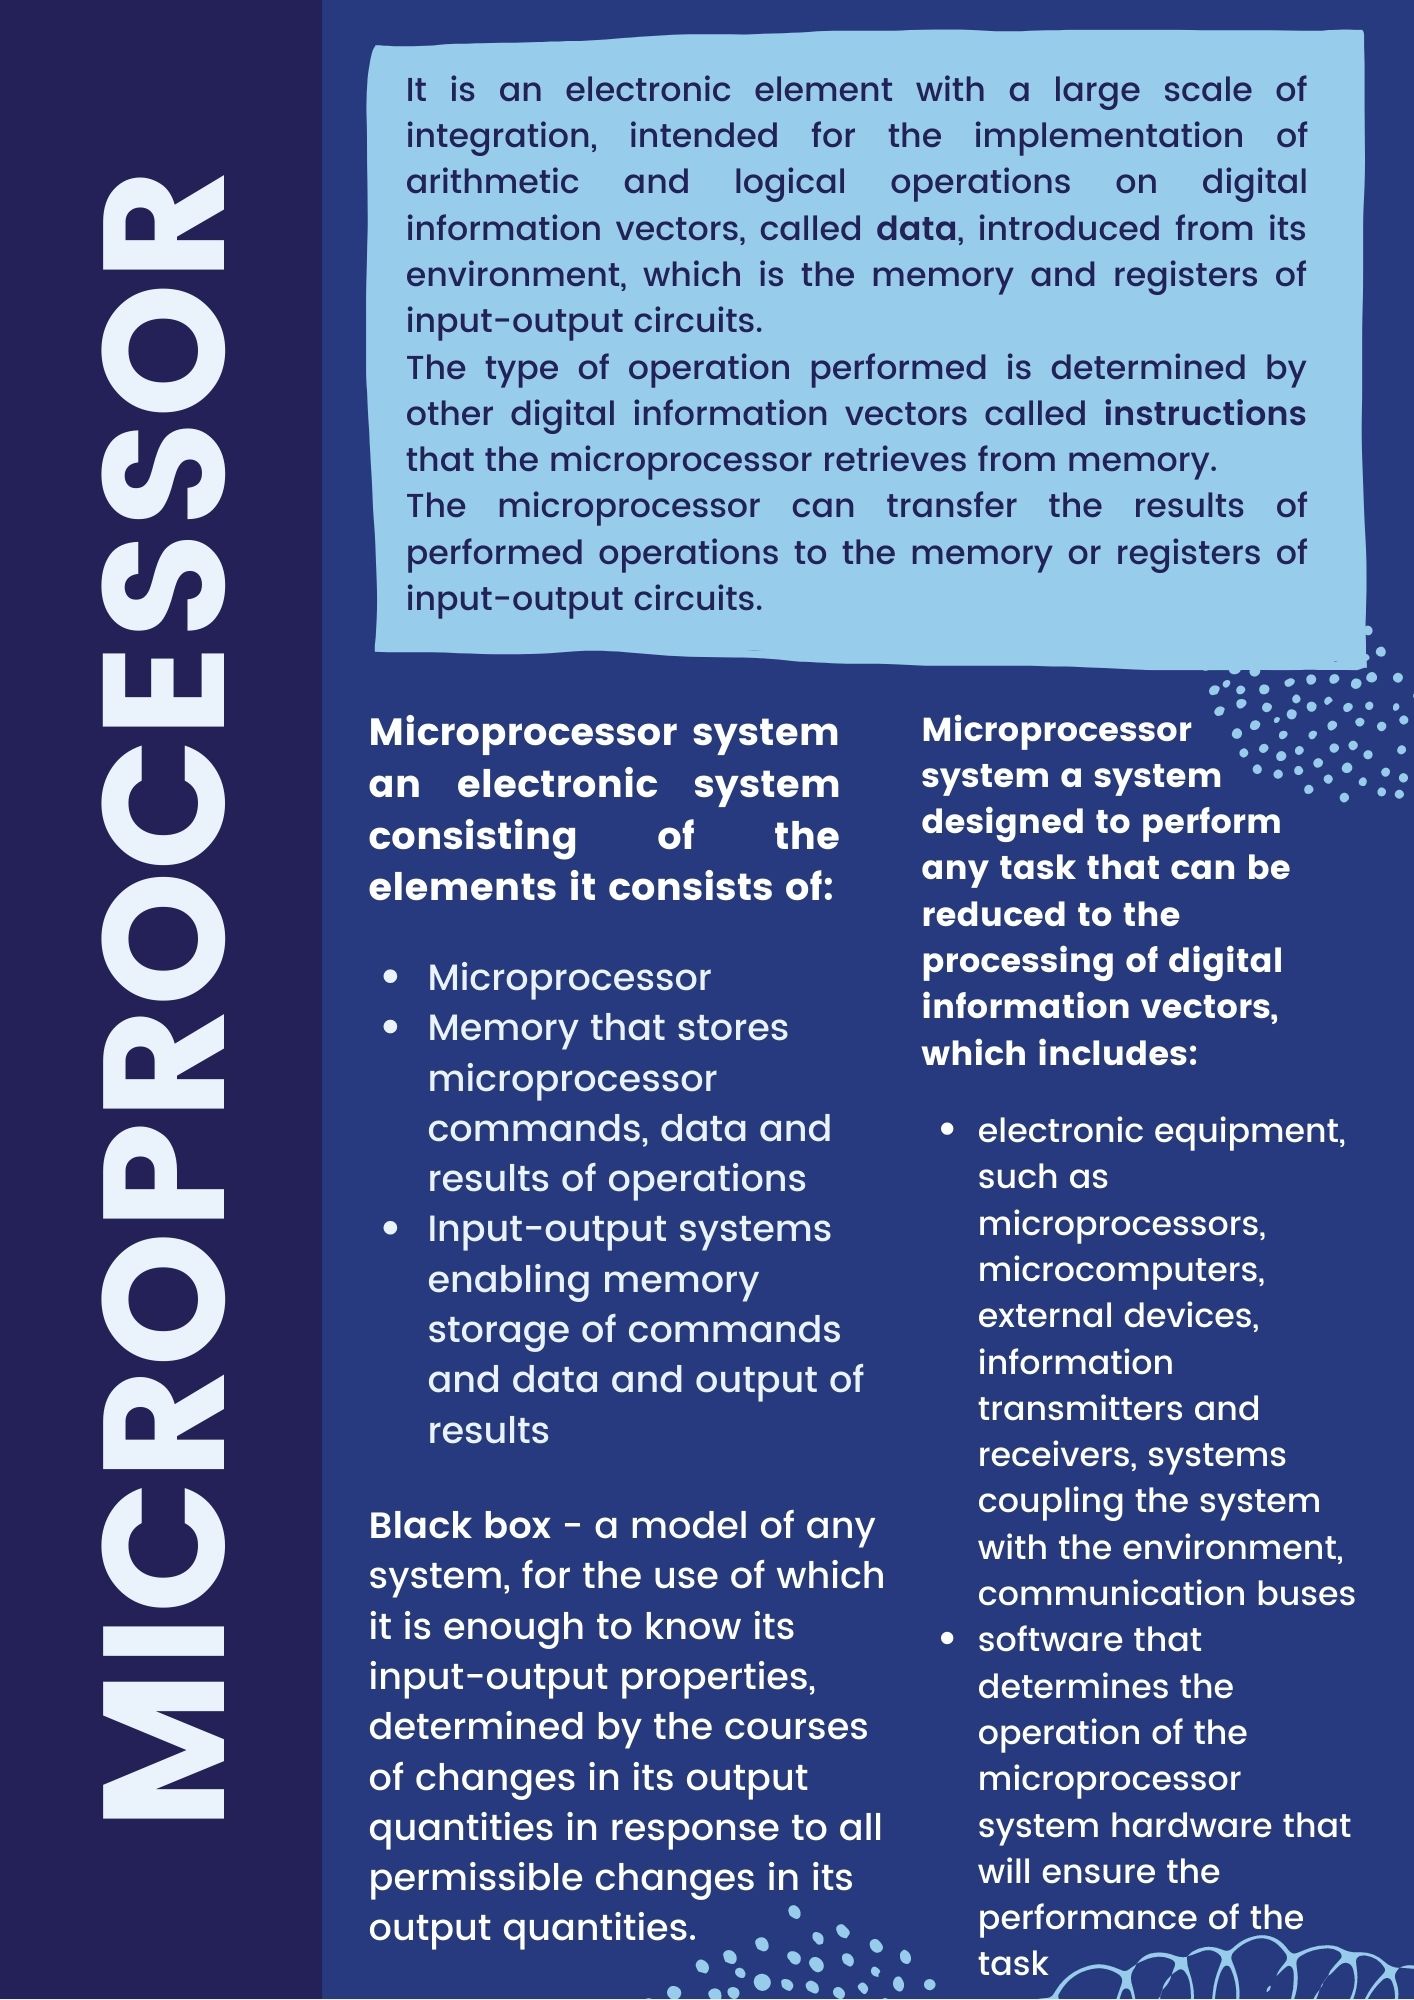 MICROPROCESSOR
It is an electronic element with a large scale of
integration, intended for the implementation of
arithmetic and logical operations on digital
information vectors, called data, introduced from its
environment, which is the memory and registers of
input-output circuits.
The type of operation performed is determined by
other digital information vectors called instructions
that the microprocessor retrieves from memory.
The microprocessor can transfer the results of
performed operations to the memory or registers of
input-output circuits.
Microprocessor system
an electronic system
consisting of the
elements it consists of:
• Microprocessor
• Memory that stores
microprocessor
commands, data and
results of operations
• Input-output systems
enabling memory
storage of commands
and data and output of
results
Black box - a model of any
system, for the use of which
it is enough to know its
input-output properties,
determined by the courses
of changes in its output
quantities in response to all
permissible changes in its
output quantities.
Microprocessor
system a system
designed to perform
any task that can be
reduced to the
processing of digital
information vectors,
which includes:
• electronic equipment,
such as
microprocessors,
microcomputers,
external devices,
information
transmitters and
receivers, systems
coupling the system
with the environment,
communication buses
• software that
determines the
operation of the
microprocessor
system hardware that
will ensure the
performance of the
task